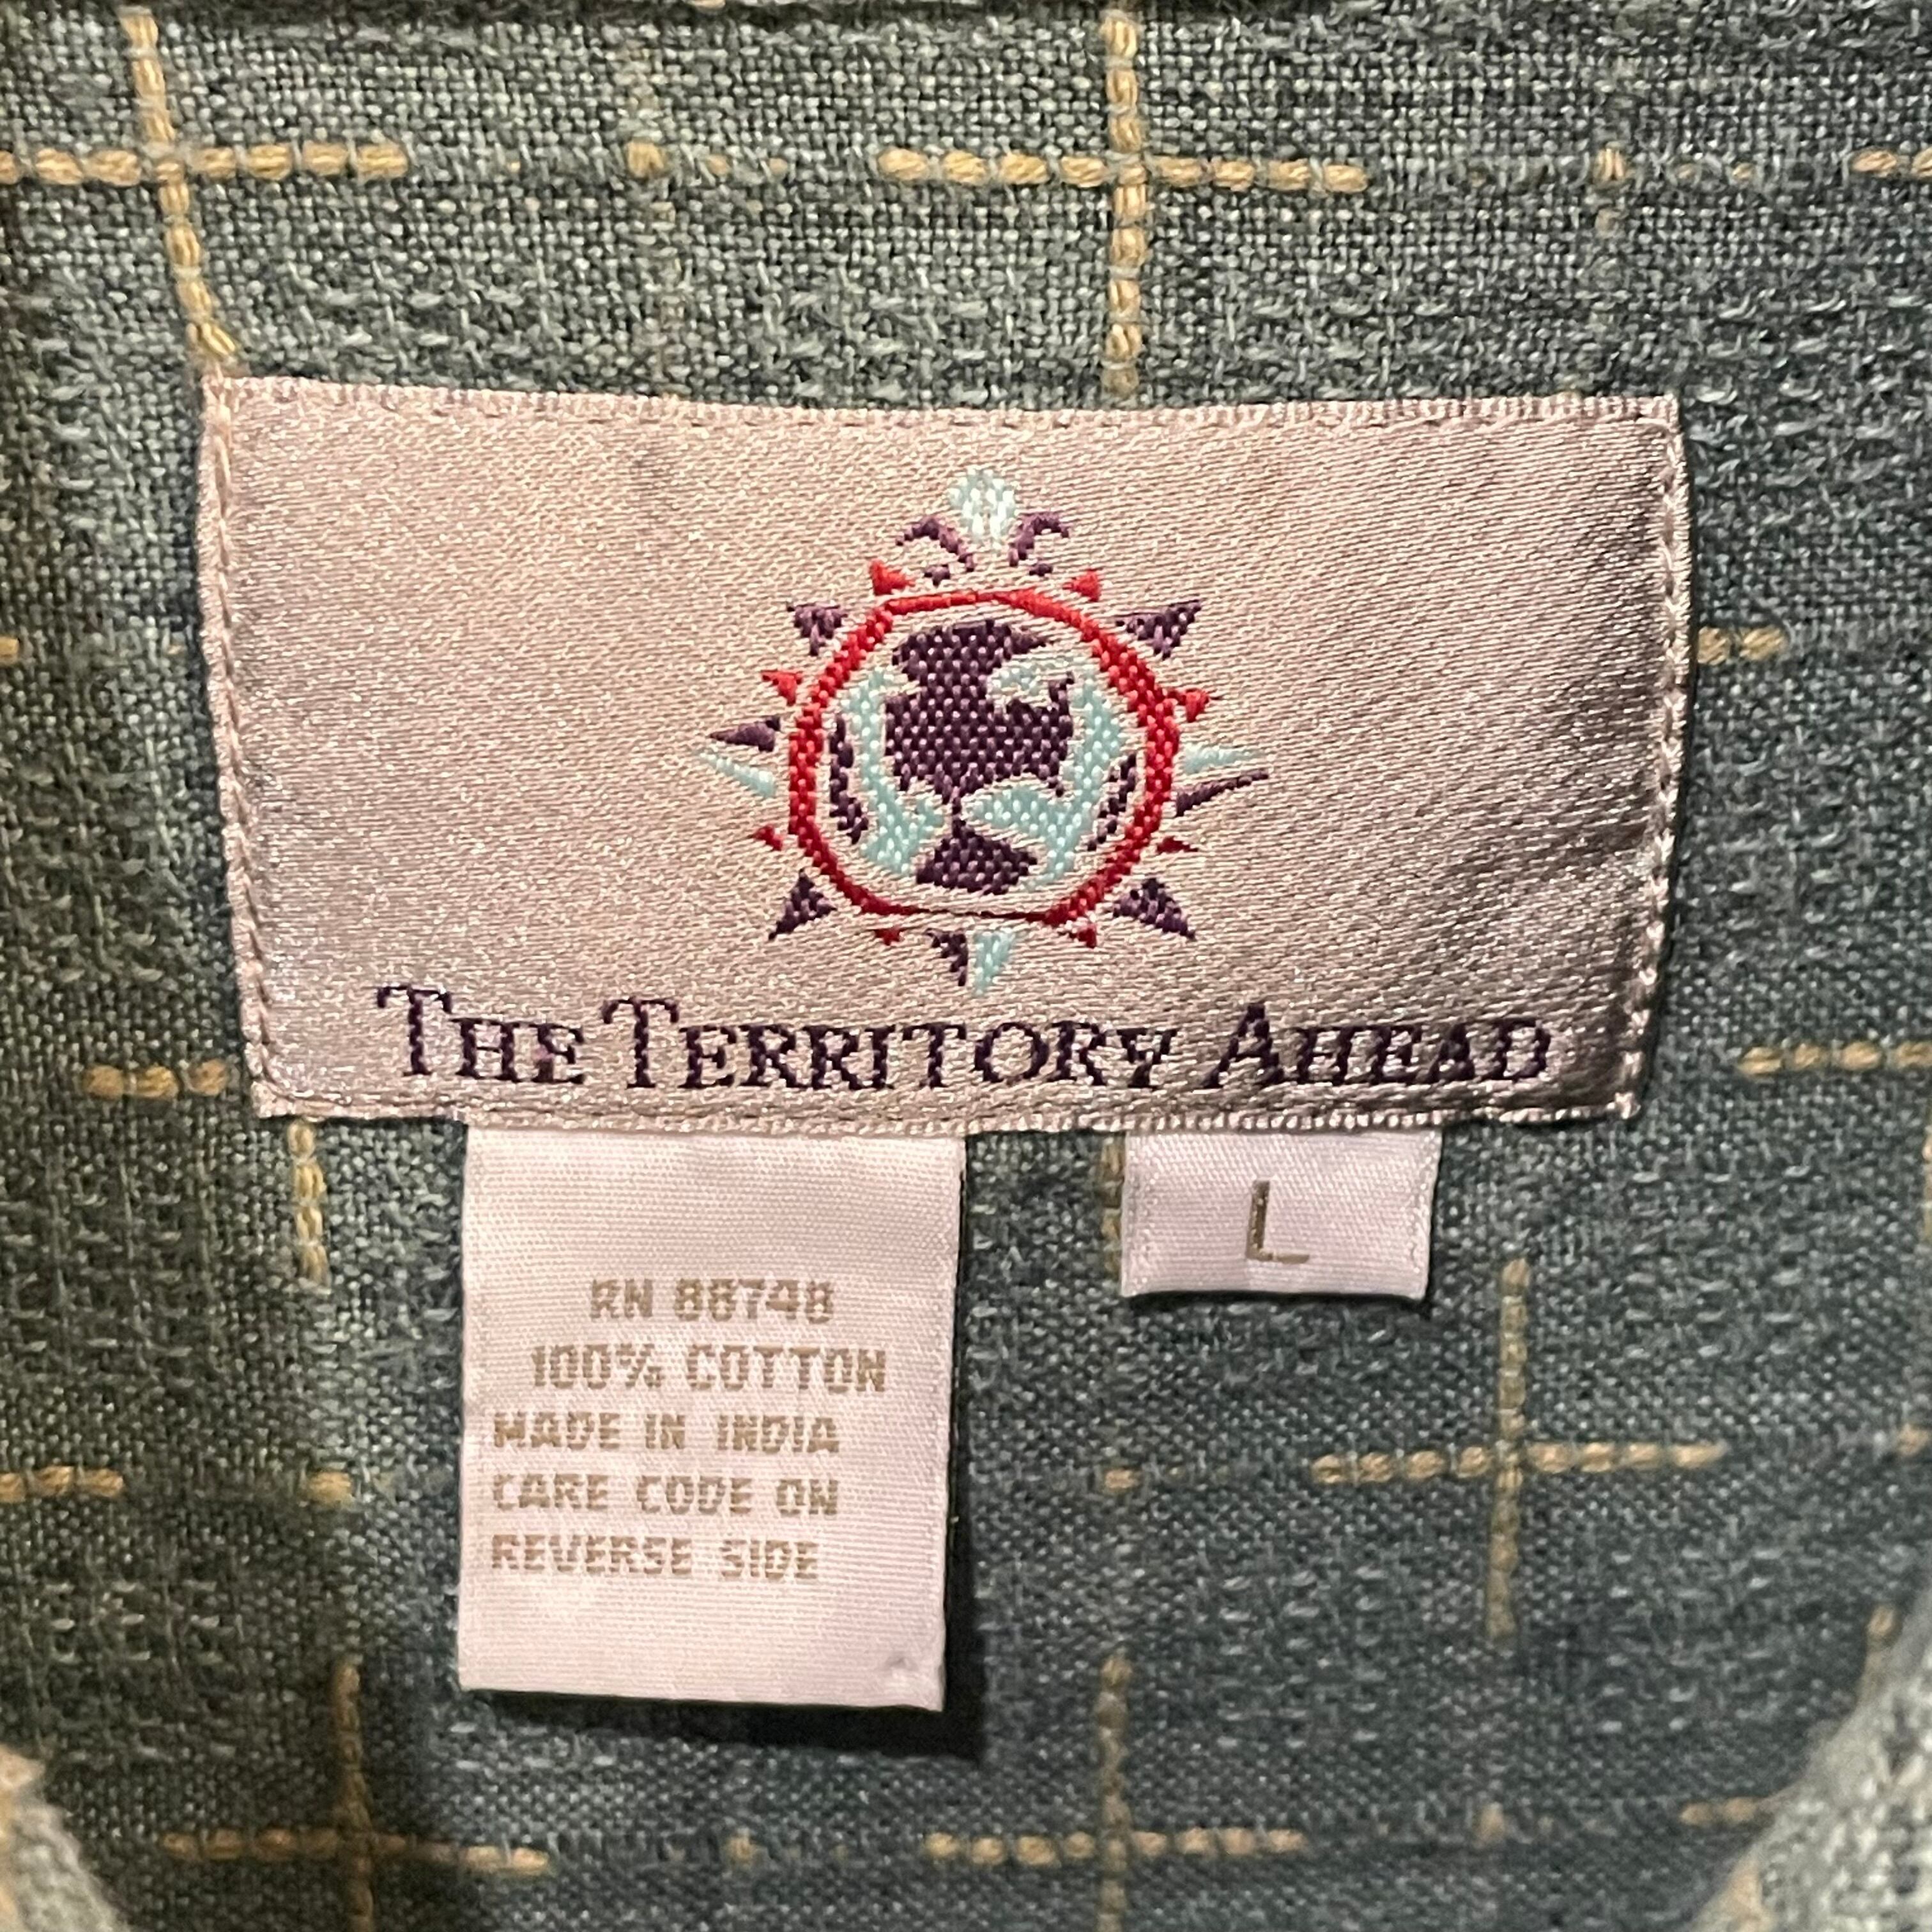 THE TERRITORY AHEAD
L
RN 88748
100% COTTON
MADE IN INDIA
CARE CODE ON
REVERSE SIDE